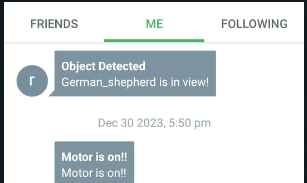 FRIENDS ME FOLLOWING
r
Object Detected
German_shepherd is in view!
Dec 30 2023, 5:50 pm
Motor is on!!
Motor is on!!